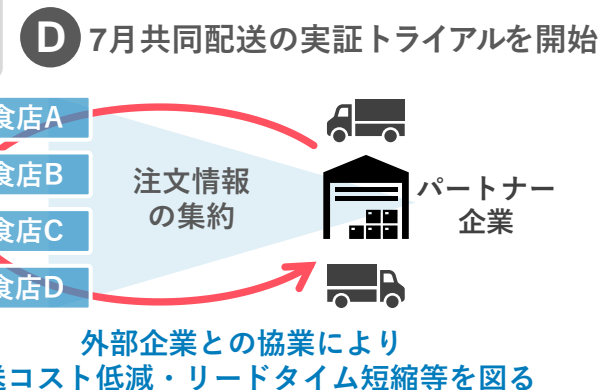 D 7月共同配送の実証トライアルを開始
食店A
食店B
食店C
食店D
注文情報
の集約
パートナー
企業
外部企業との協業により
送コスト低減・リードタイム短縮等を図る